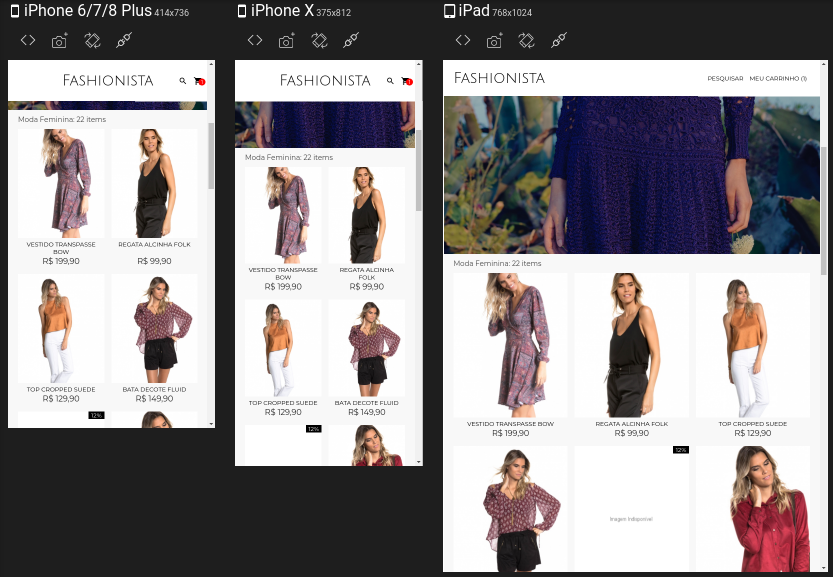 iPhone 6/7/8 Plus 414x736
FASHIONISTA
1
Moda Feminina: 22 items
VESTIDO TRANSPASSE
BOW
R$ 199,90
REGATA ALCINHA FOLK
R$ 99,90
TOP CROPPED SUEDE
R$ 129,90
BATA DECOTE FLUID
R$ 149,90
12%
iPhone X 375x812
FASHIONISTA
1
Moda Feminina: 22 items
VESTIDO TRANSPASSE
BOW
R$ 199,90
REGATA ALCINHA
FOLK
R$ 99,90
TOP CROPPED SUEDE
R$ 129,90
BATA DECOTE FLUID
R$ 149,90
12%
iPad 768x1024
FASHIONISTA
PESQUISAR MEU CARRINHO (1)
Moda Feminina: 22 items
VESTIDO TRANSPASSE BOW
R$ 199,90
REGATA ALCINHA FOLK
R$ 99,90
TOP CROPPED SUEDE
R$ 129,90
12%
Imagem Indisponível